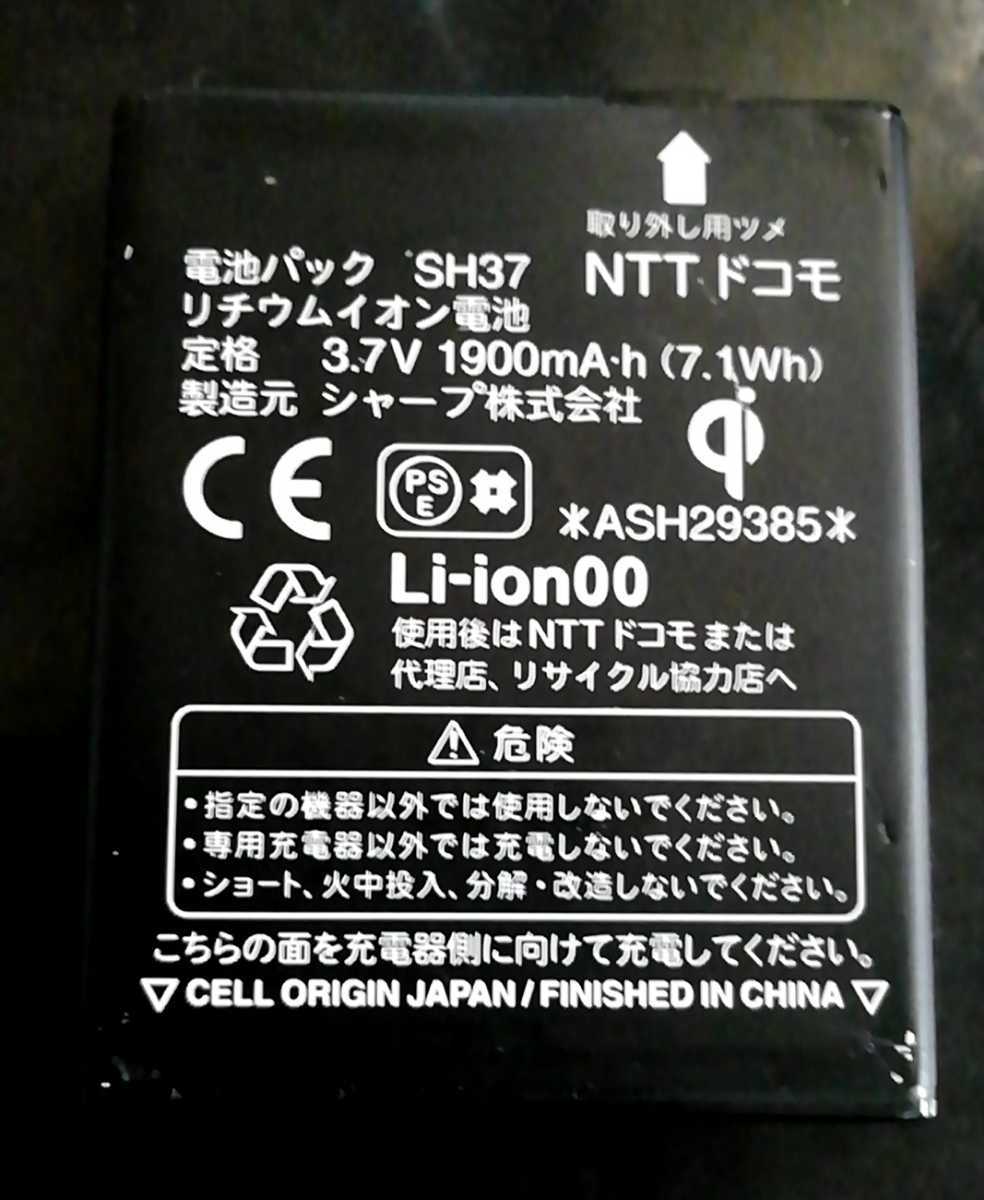 取り外し用ツメ
電池パック SH37 NTTドコモ
リチウムイオン電池
定格 3.7V 1900mA·h (7.1Wh)
製造元 シャープ株式会社
qi
CE PSE
*ASH29385*
Li-ion00
使用後はNTTドコモまたは
代理店、リサイクル協力店へ
危険
・指定の機器以外では使用しないでください。
・専用充電器以外では充電しないでください。
・ショート、火中投入、分解・改造しないでください。
こちらの面を充電器側に向けて充電してください。
▽ CELL ORIGIN JAPAN / FINISHED IN CHINA ▽